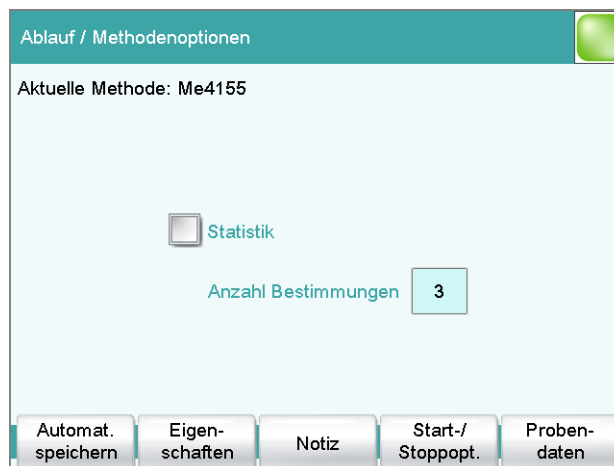 Ablauf / Methodenoptionen
Aktuelle Methode: Me4155
Statistik
Anzahl Bestimmungen 3
Automat.
speichern
Eigen-
schaften
Notiz
Start-/
Stoppopt.
Proben-
daten